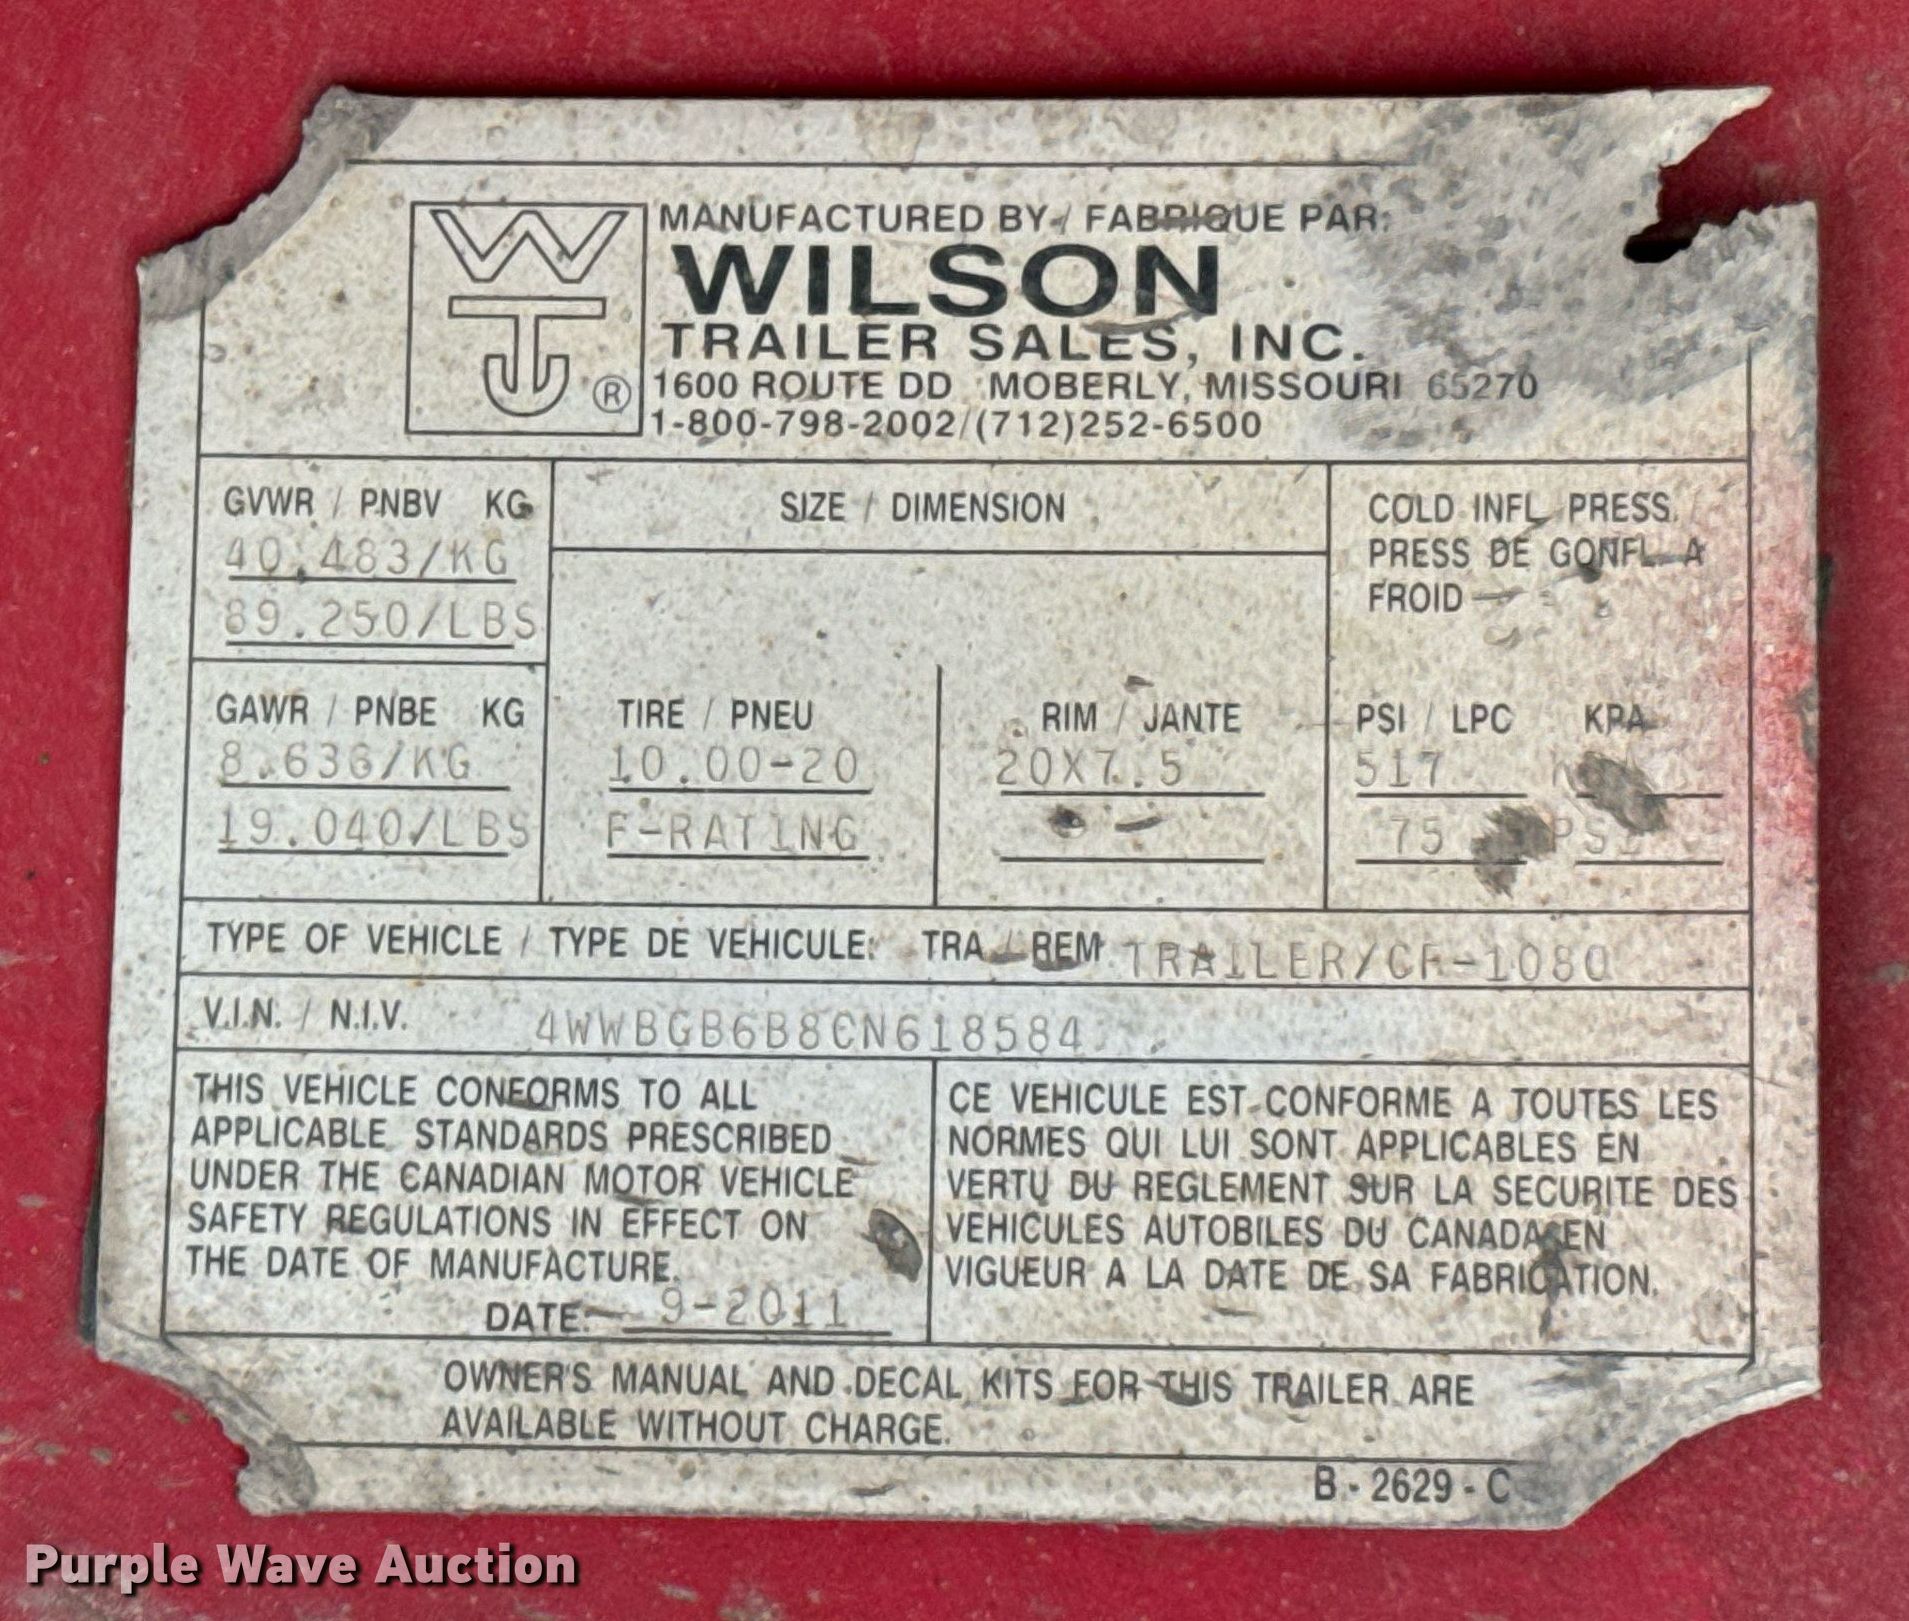 MANUFACTURED BY / FABRIQUE PAR:
WILSON
TRAILER SALES, INC.
1600 ROUTE DD MOBERLY, MISSOURI 65270
1-800-798-2002/(712)252-6500
WT ®
GVWR / PNBV KG
40.483/KG
89.250/LBS
SIZE / DIMENSION
COLD INFL PRESS. /
PRESS DE GONFL A
FROID
GAWR / PNBE KG
8.636/KG
19.040/LBS
TIRE / PNEU
10.00-20
F-RATING
RIM / JANTE
20X7.5
PSI / LPC KPA
517
75 PSI
TYPE OF VEHICLE / TYPE DE VEHICULE: TRA / REM TRAILER/CF-1080
V.I.N. / N.I.V. 4WWBGB6B8CN618584
THIS VEHICLE CONFORMS TO ALL
APPLICABLE STANDARDS PRESCRIBED
UNDER THE CANADIAN MOTOR VEHICLE
SAFETY REGULATIONS IN EFFECT ON
THE DATE OF MANUFACTURE.
DATE: 9-2011
CE VEHICULE EST CONFORME A TOUTES LES
NORMES QUI LUI SONT APPLICABLES EN
VERTU DU REGLEMENT SUR LA SECURITE DES
VEHICULES AUTOBILES DU CANADA EN
VIGUEUR A LA DATE DE SA FABRICATION.
OWNER'S MANUAL AND DECAL KITS FOR THIS TRAILER ARE
AVAILABLE WITHOUT CHARGE.
B - 2629 - C
Purple Wave Auction